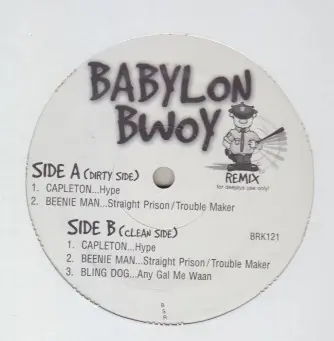 BABYLON
BWOY
SIDE A (DIRTY SIDE)
1. CAPLETON...Hype
2. BEENIE MAN...Straight Prison/Trouble Maker
REMIX
for deejays use only!
SIDE B (CLEAN SIDE)
1. CAPLETON...Hype
2. BEENIE MAN...Straight Prison/Trouble Maker
3. BLING DOG...Any Gal Me Waan
BRK121